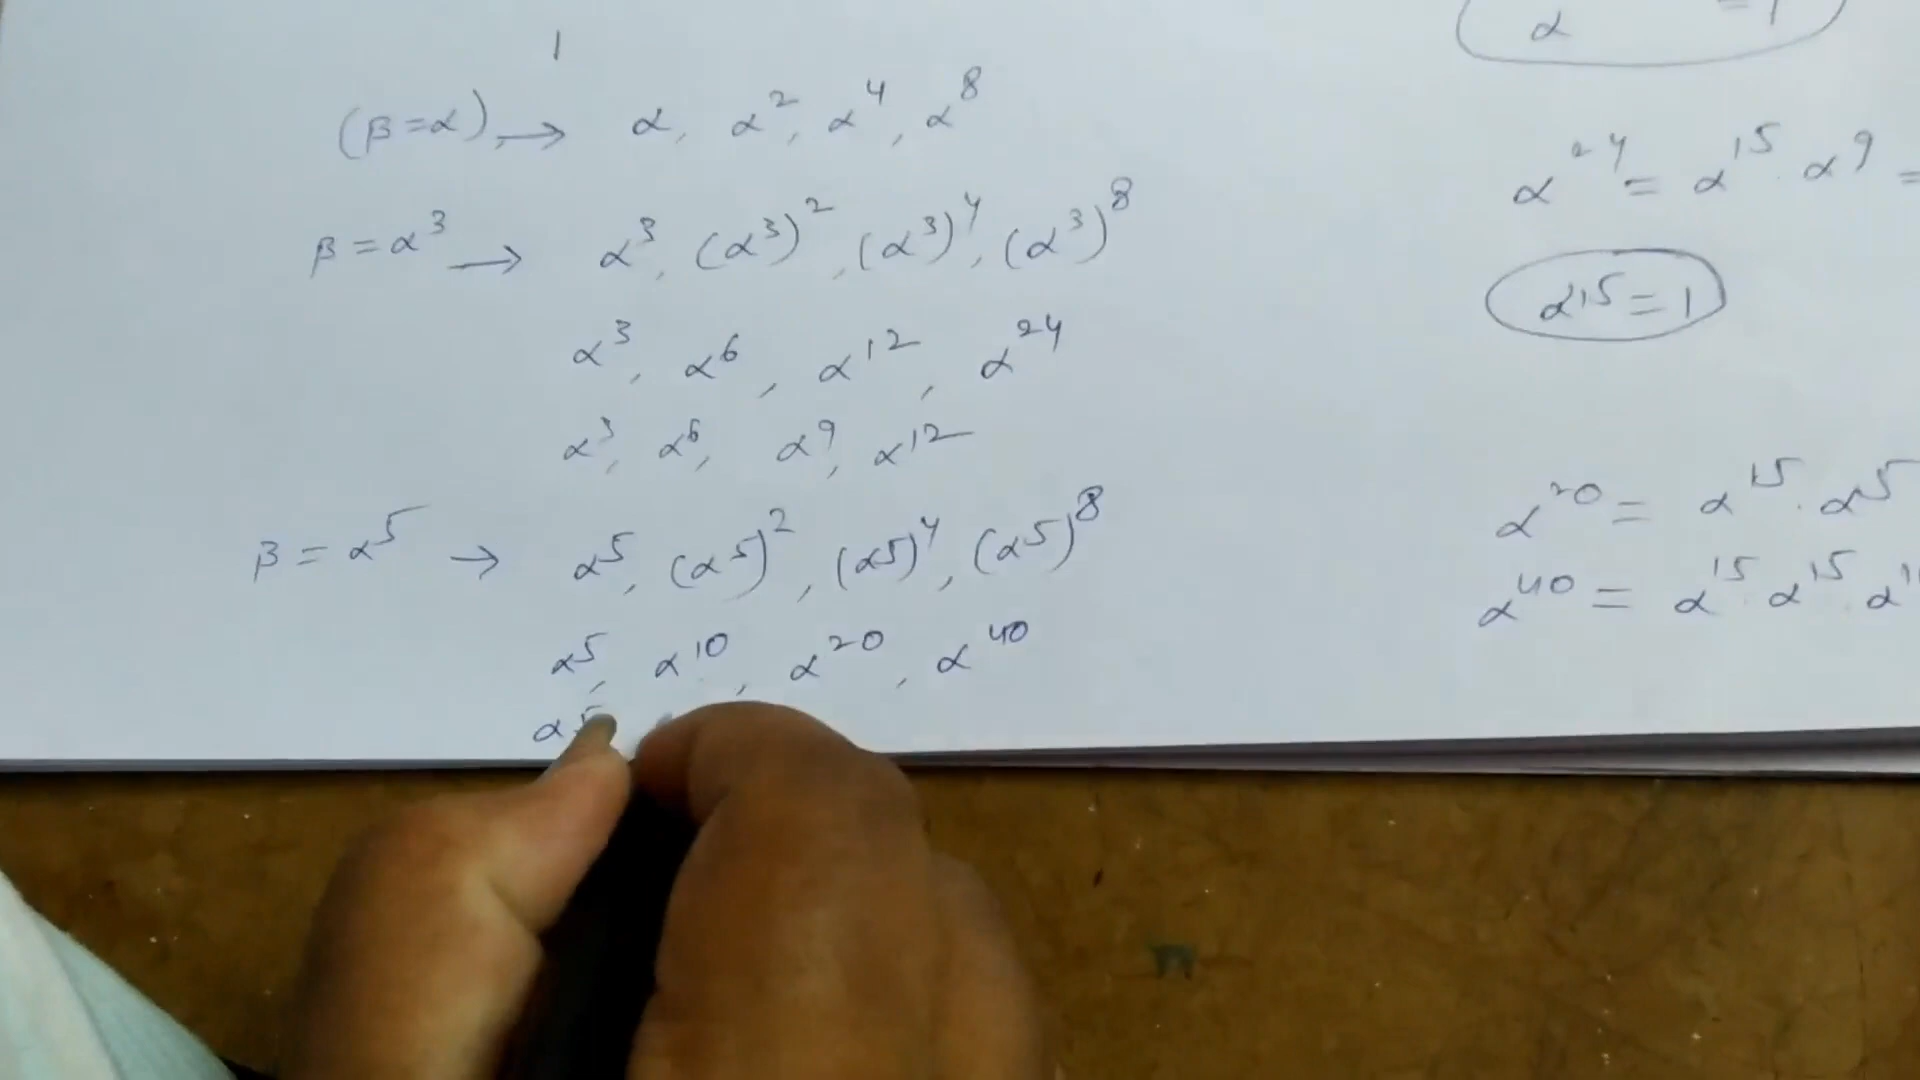 1
(β=α), → α, α², α⁴, α⁸
β = α³ → α³, (α³)², (α³)⁴, (α³)⁸
α³, α⁶, α¹², α²⁴
α³, α⁶, α⁹, α¹²
β = α⁵ → α⁵, (α⁵)², (α⁵)⁴, (α⁵)⁸
α⁵, α¹⁰, α²⁰, α⁴⁰
α⁵
α = 1
α²⁴ = α¹⁵ · α⁹ =
α¹⁵ = 1
α²⁰ = α¹⁵ · α⁵
α⁴⁰ = α¹⁵ · α¹⁵ · α